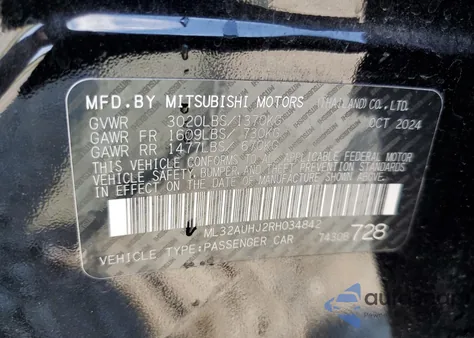 MFD. BY MITSUBISHI MOTORS (THAILAND) CO., LTD.
GVWR 3020LBS/1370KG OCT 2024
GAWR FR 1609LBS/730KG
GAWR RR 1477LBS/670KG
THIS VEHICLE CONFORMS TO ALL APPLICABLE FEDERAL MOTOR
VEHICLE SAFETY, BUMPER AND THEFT PREVENTION STANDARDS
IN EFFECT ON THE DATE OF MANUFACTURE SHOWN ABOVE.
ML32AUHJ2RH034842
VEHICLE TYPE:PASSENGER CAR 74309 728